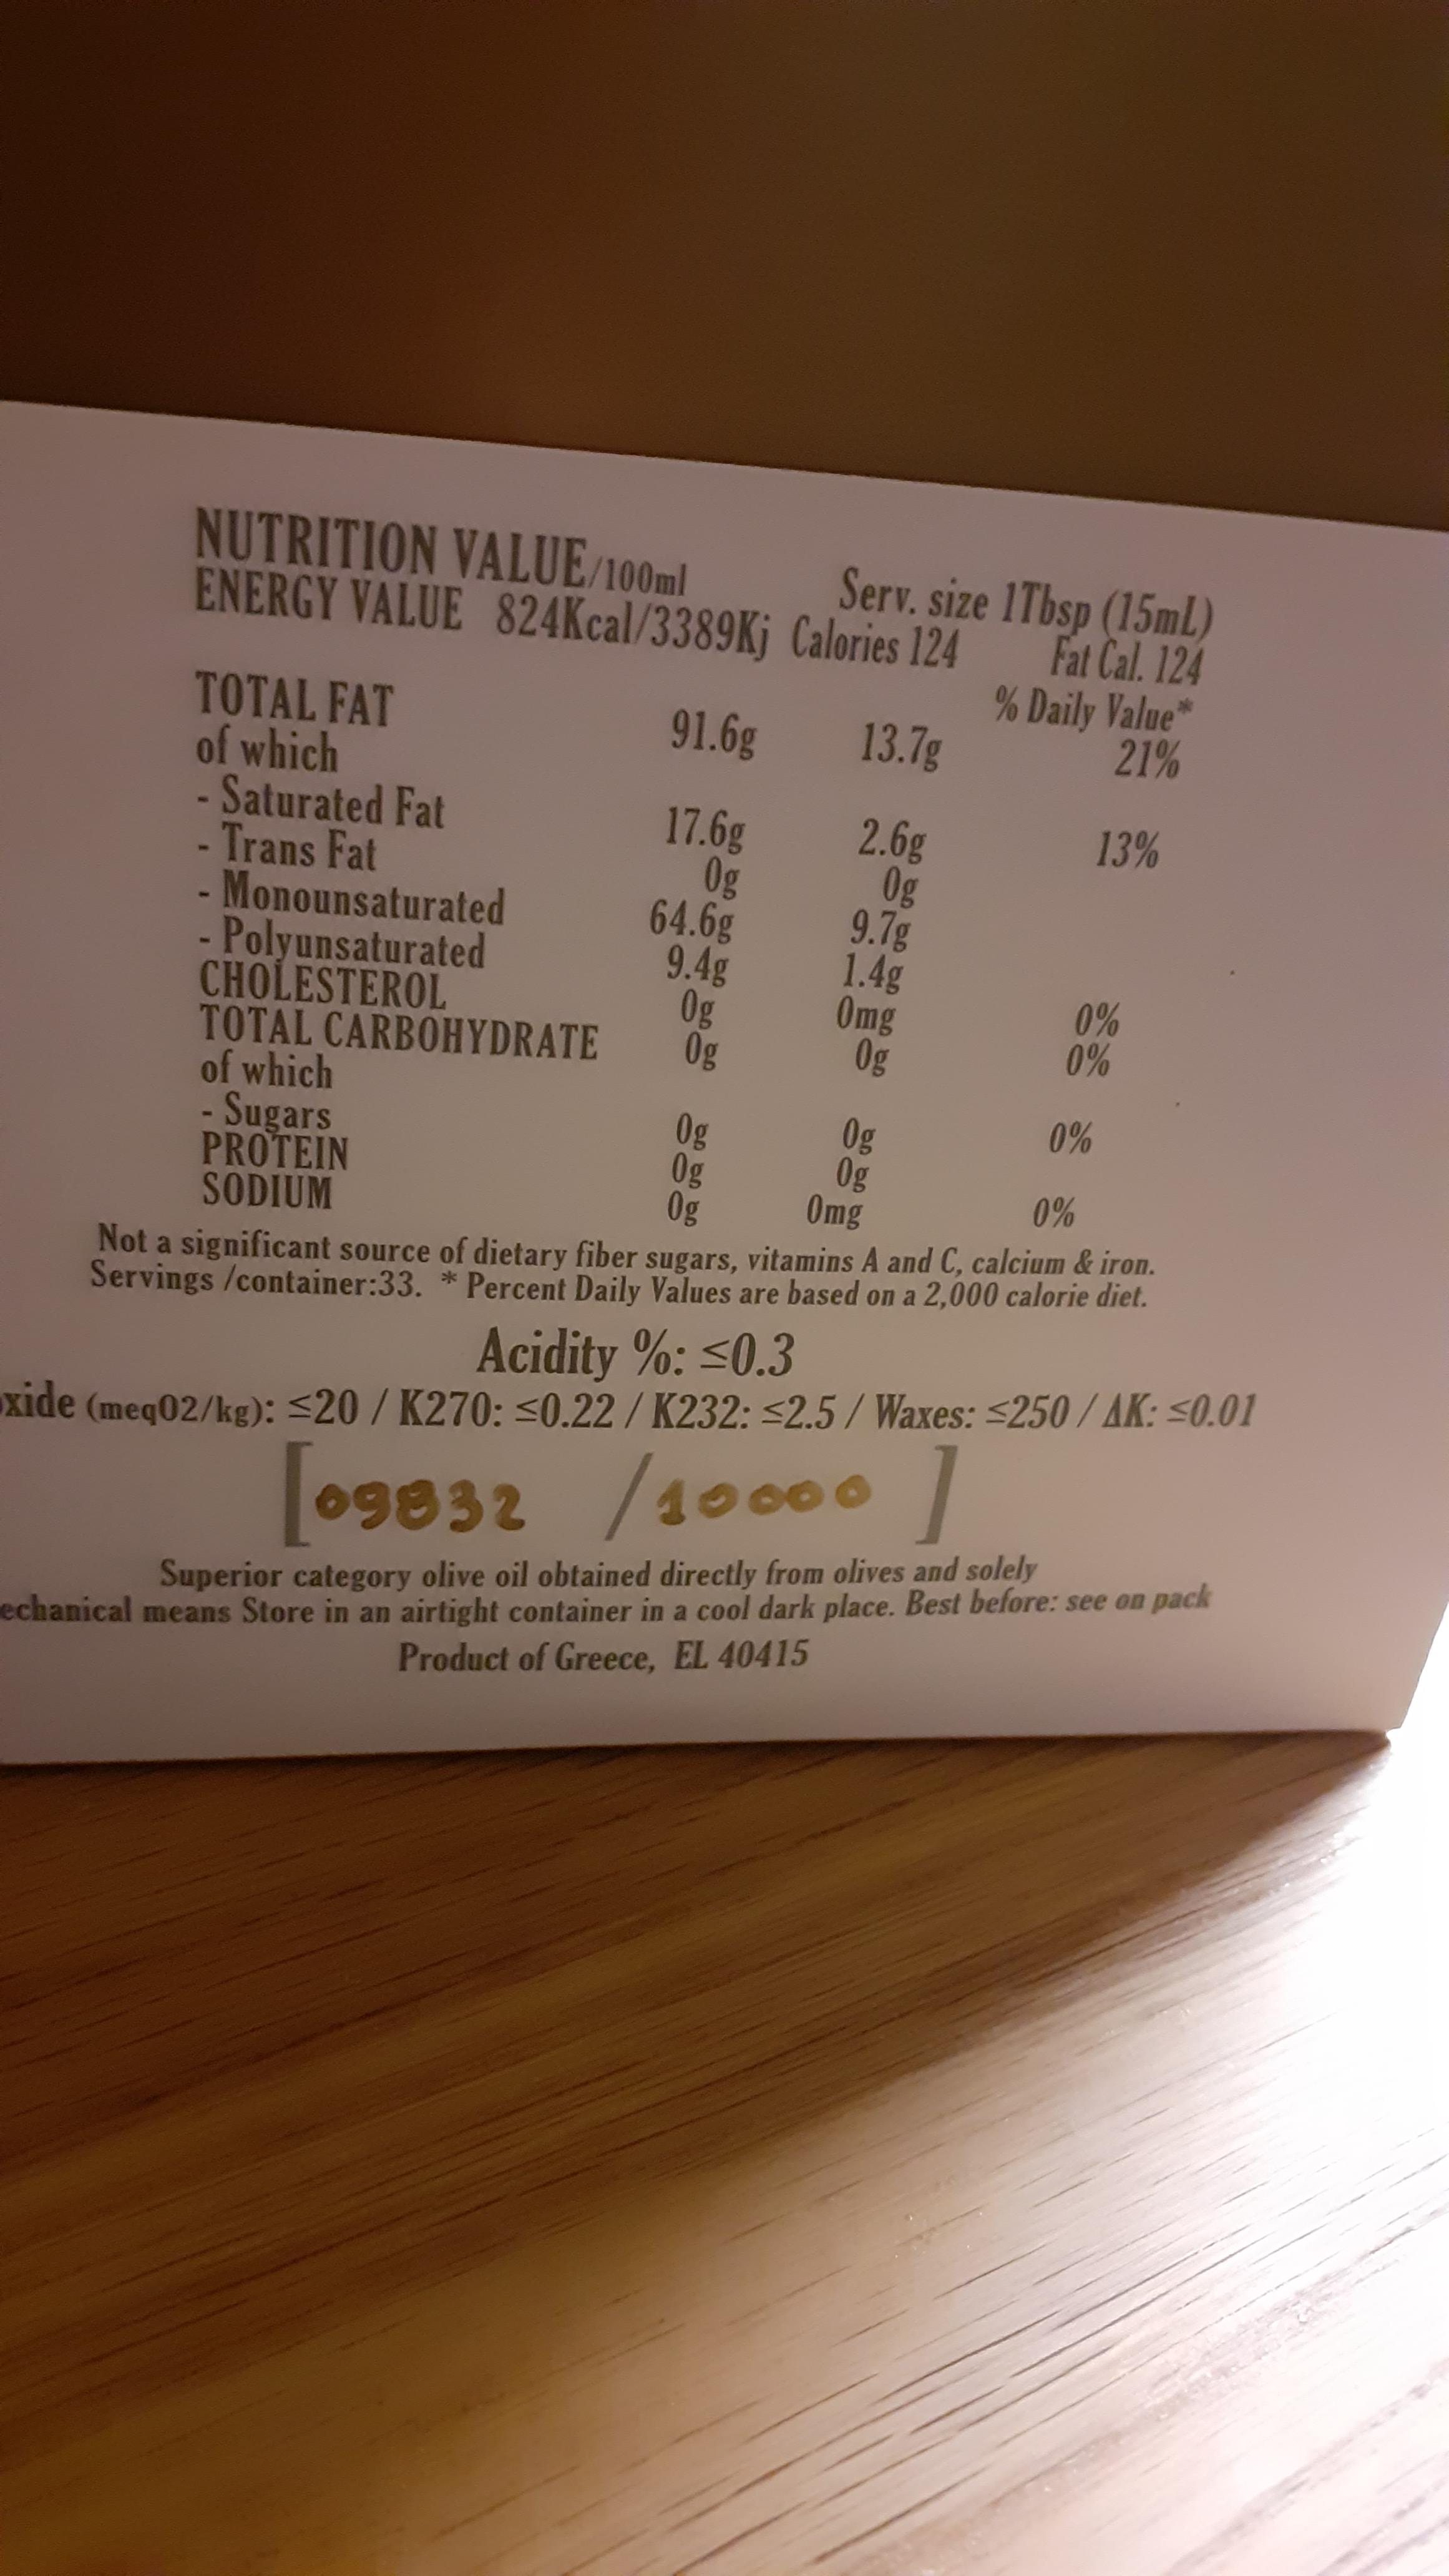 NUTRITION VALUE/100ml Serv. size 1Tbsp (15mL)
ENERGY VALUE 824Kcal/3389Kj Calories 124 Fat Cal. 124
% Daily Value*
TOTAL FAT 91.6g 13.7g 21%
of which
- Saturated Fat 17.6g 2.6g 13%
- Trans Fat 0g 0g
- Monounsaturated 64.6g 9.7g
- Polyunsaturated 9.4g 1.4g
CHOLESTEROL 0g 0mg 0%
TOTAL CARBOHYDRATE 0g 0g 0%
of which
- Sugars 0g 0g 0%
PROTEIN 0g 0g
SODIUM 0g 0mg 0%
Not a significant source of dietary fiber sugars, vitamins A and C, calcium & iron.
Servings /container:33. * Percent Daily Values are based on a 2,000 calorie diet.
Acidity %: ≤0.3
xide (meqO2/kg): ≤20 / K270: ≤0.22 / K232: ≤2.5 / Waxes: ≤250 / ΔK: ≤0.01
[09832 /10000 ]
Superior category olive oil obtained directly from olives and solely
echanical means Store in an airtight container in a cool dark place. Best before: see on pack
Product of Greece, EL 40415